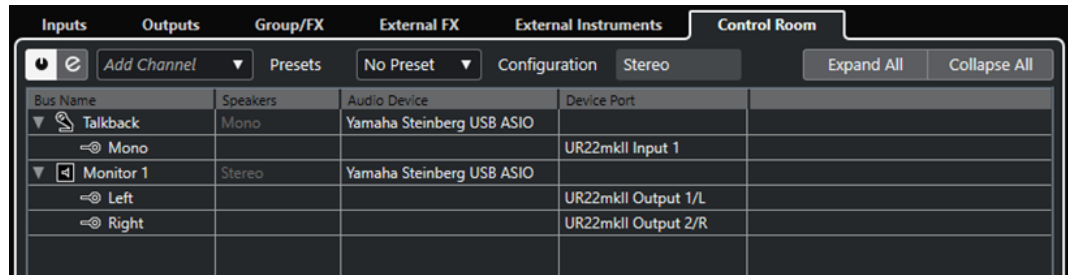 Inputs Outputs Group/FX External FX External Instruments Control Room
Add Channel Presets No Preset Configuration Stereo Expand All Collapse All
Bus Name Speakers Audio Device Device Port
Talkback Mono Yamaha Steinberg USB ASIO
Mono UR22mkII Input 1
Monitor 1 Stereo Yamaha Steinberg USB ASIO
Left UR22mkII Output 1/L
Right UR22mkII Output 2/R